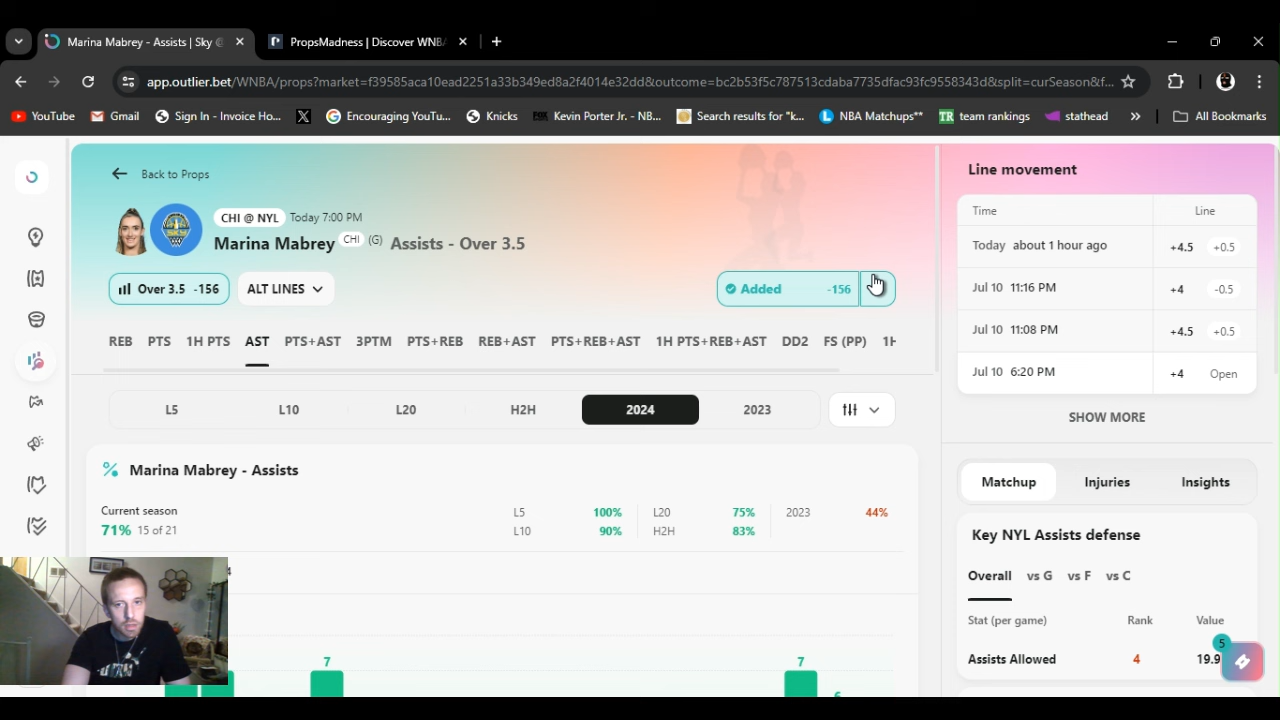 Marina Mabrey - Assists | Sky @
PropsMadness | Discover WNB
app.outlier.bet/WNBA/props?market=f39585aca10ead2251a33b349ed8a2f4014e32dd&outcome=bc2b53f5c787513cdaba7735dfac93fc9558343d&split=curSeason&f...
YouTube Gmail Sign In - Invoice Ho... Encouraging YouTu... Knicks Kevin Porter Jr. - NB... Search results for "k... NBA Matchups** TR team rankings stathead » All Bookmarks
Back to Props
CHI @ NYL Today 7:00 PM
Marina Mabrey CHI (G) Assists - Over 3.5
Over 3.5 -156 ALT LINES Added -156
REB PTS 1H PTS AST PTS+AST 3PTM PTS+REB REB+AST PTS+REB+AST 1H PTS+REB+AST DD2 FS (PP) 1H
L5 L10 L20 H2H 2024 2023
Marina Mabrey - Assists
Current season
71% 15 of 21
L5 100% L20 75% 2023 44%
L10 90% H2H 83%
7 7
Line movement
Time Line
Today about 1 hour ago +4.5 +0.5
Jul 10 11:16 PM +4 -0.5
Jul 10 11:08 PM +4.5 +0.5
Jul 10 6:20 PM +4 Open
SHOW MORE
Matchup Injuries Insights
Key NYL Assists defense
Overall vs G vs F vs C
Stat (per game) Rank Value
Assists Allowed 4 19.9
5